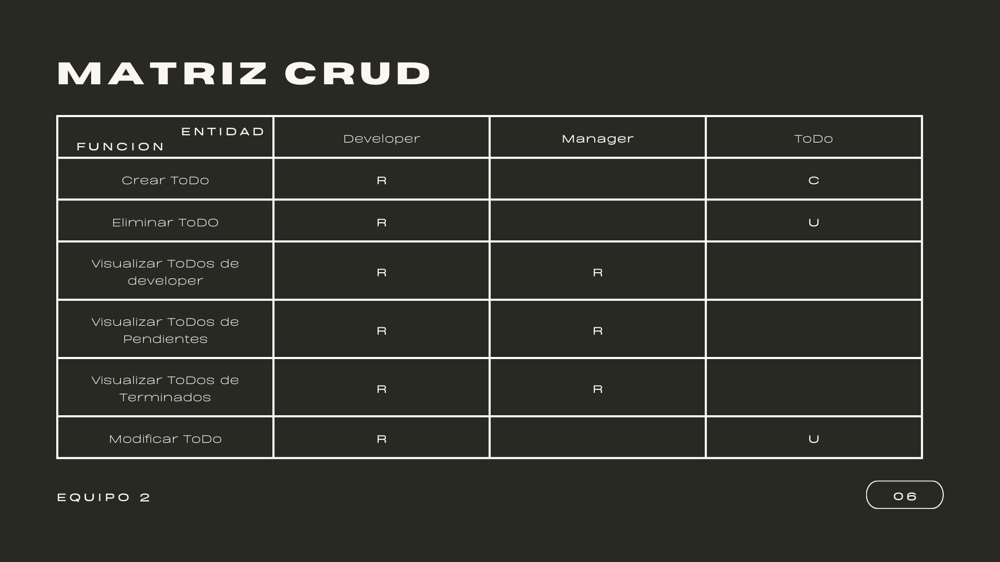 MATRIZ CRUD
ENTIDAD
FUNCION
Developer
Manager
ToDo
Crear ToDo
R
C
Eliminar ToDO
R
U
Visualizar ToDos de
developer
R
R
Visualizar ToDos de
Pendientes
R
R
Visualizar ToDos de
Terminados
R
R
Modificar ToDo
R
U
EQUIPO 2
06